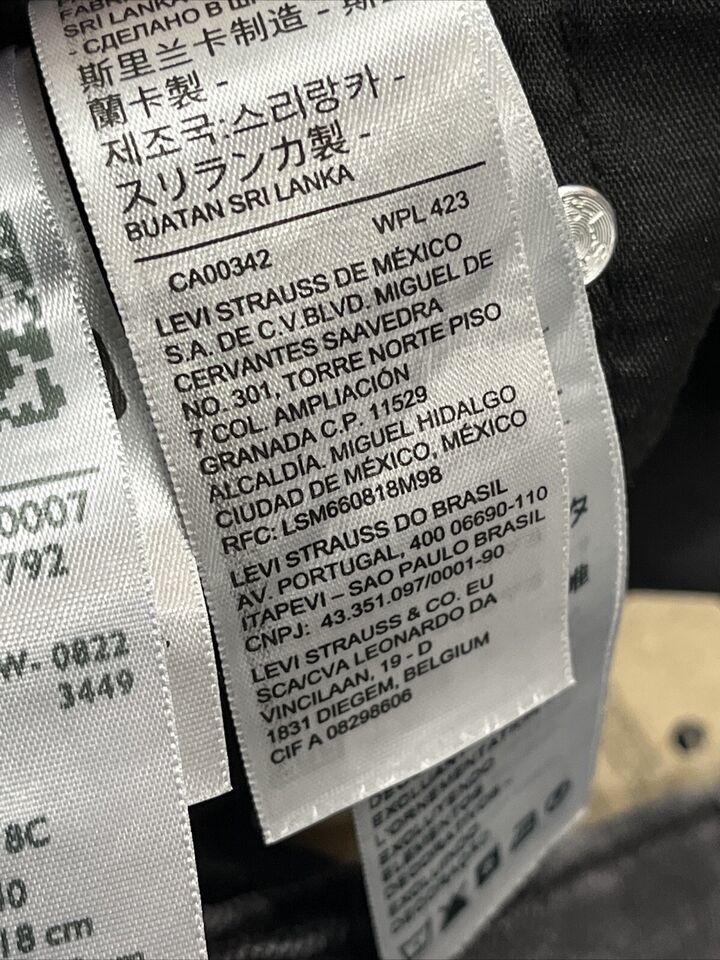 SRI LANKA
- СДЕЛАНО В
斯里兰卡制造 - 斯
蘭卡製 -
제조국:스리랑카 -
スリランカ製 -
BUATAN SRI LANKA
CA00342 WPL 423
LEVI STRAUSS DE MÉXICO
S.A. DE C.V.BLVD. MIGUEL DE
CERVANTES SAAVEDRA
NO. 301, TORRE NORTE PISO
7 COL. AMPLIACIÓN
GRANADA C.P. 11529
ALCALDÍA. MIGUEL HIDALGO
CIUDAD DE MÉXICO, MÉXICO
RFC: LSM660818M98
LEVI STRAUSS DO BRASIL
AV. PORTUGAL, 400 06690-110
ITAPEVI – SAO PAULO BRASIL
CNPJ: 43.351.097/0001-90
LEVI STRAUSS & CO. EU
SCA/CVA LEONARDO DA
VINCILAAN, 19 - D
1831 DIEGEM, BELGIUM
CIF A 08298606
0007
792
W- 0822
3449
8C
18 cm
EXCLUSIVEMENT
L'ORNEMENT